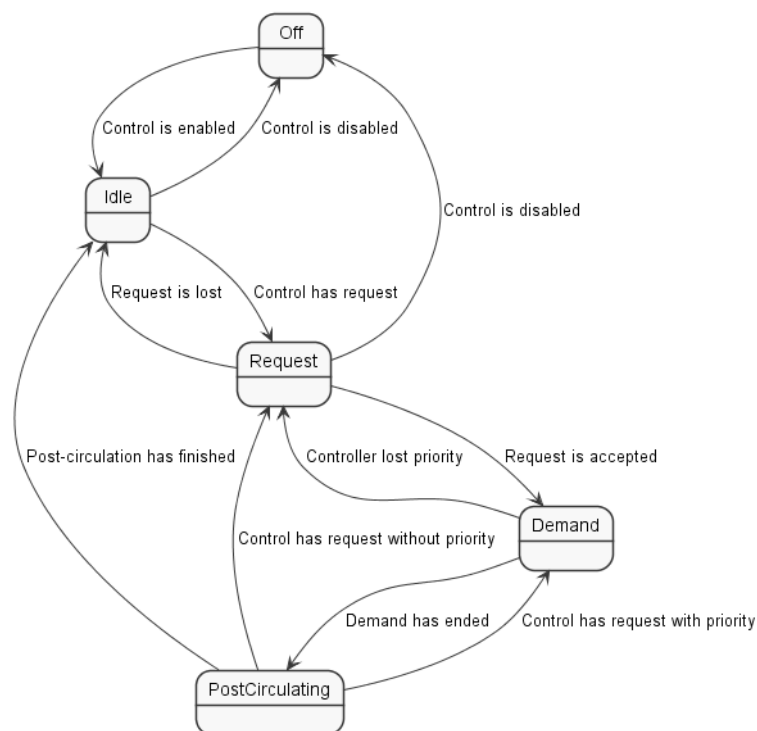 Off
Control is enabled
Control is disabled
Idle
Control is disabled
Request is lost
Control has request
Request
Post-circulation has finished
Controller lost priority
Request is accepted
Demand
Control has request without priority
Demand has ended
Control has request with priority
PostCirculating